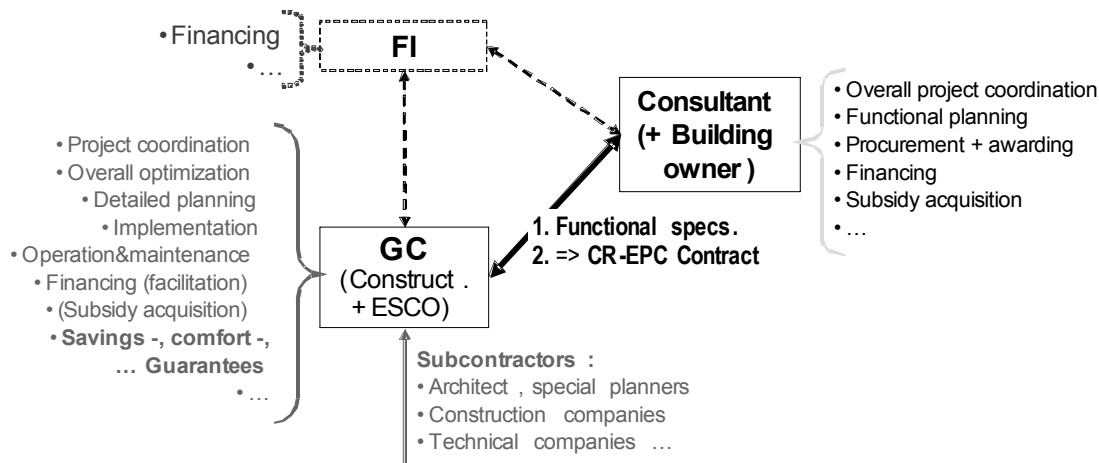 • Financing
• ...
FI
Consultant
(+ Building
owner )
• Overall project coordination
• Functional planning
• Procurement + awarding
• Financing
• Subsidy acquisition
• ...
• Project coordination
• Overall optimization
• Detailed planning
• Implementation
• Operation&maintenance
• Financing (facilitation)
• (Subsidy acquisition)
• Savings -, comfort -,
... Guarantees
• ...
GC
(Construct .
+ ESCO)
1. Functional specs.
2. => CR-EPC Contract
Subcontractors :
• Architect , special planners
• Construction companies
• Technical companies ...